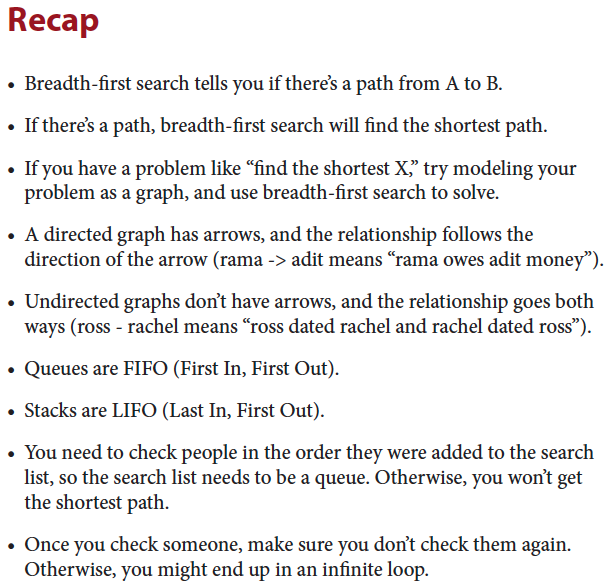 Recap
• Breadth-first search tells you if there’s a path from A to B.
• If there’s a path, breadth-first search will find the shortest path.
• If you have a problem like “find the shortest X,” try modeling your
problem as a graph, and use breadth-first search to solve.
• A directed graph has arrows, and the relationship follows the
direction of the arrow (rama -> adit means “rama owes adit money”).
• Undirected graphs don’t have arrows, and the relationship goes both
ways (ross - rachel means “ross dated rachel and rachel dated ross”).
• Queues are FIFO (First In, First Out).
• Stacks are LIFO (Last In, First Out).
• You need to check people in the order they were added to the search
list, so the search list needs to be a queue. Otherwise, you won’t get
the shortest path.
• Once you check someone, make sure you don’t check them again.
Otherwise, you might end up in an infinite loop.